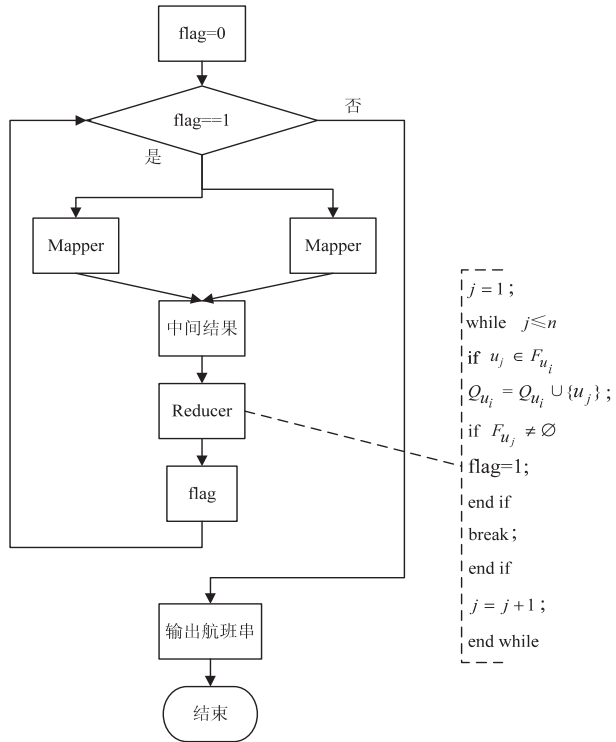 flag=0
flag==1
否
是
Mapper
Mapper
中间结果
Reducer
flag
输出航班串
结束
j = 1;
while j≤n
if u_j ∈ F_{u_i}
Q_{u_i} = Q_{u_i} ∪ {u_j};
if F_{u_j} ≠ ∅
flag=1;
end if
break;
end if
j = j+1;
end while